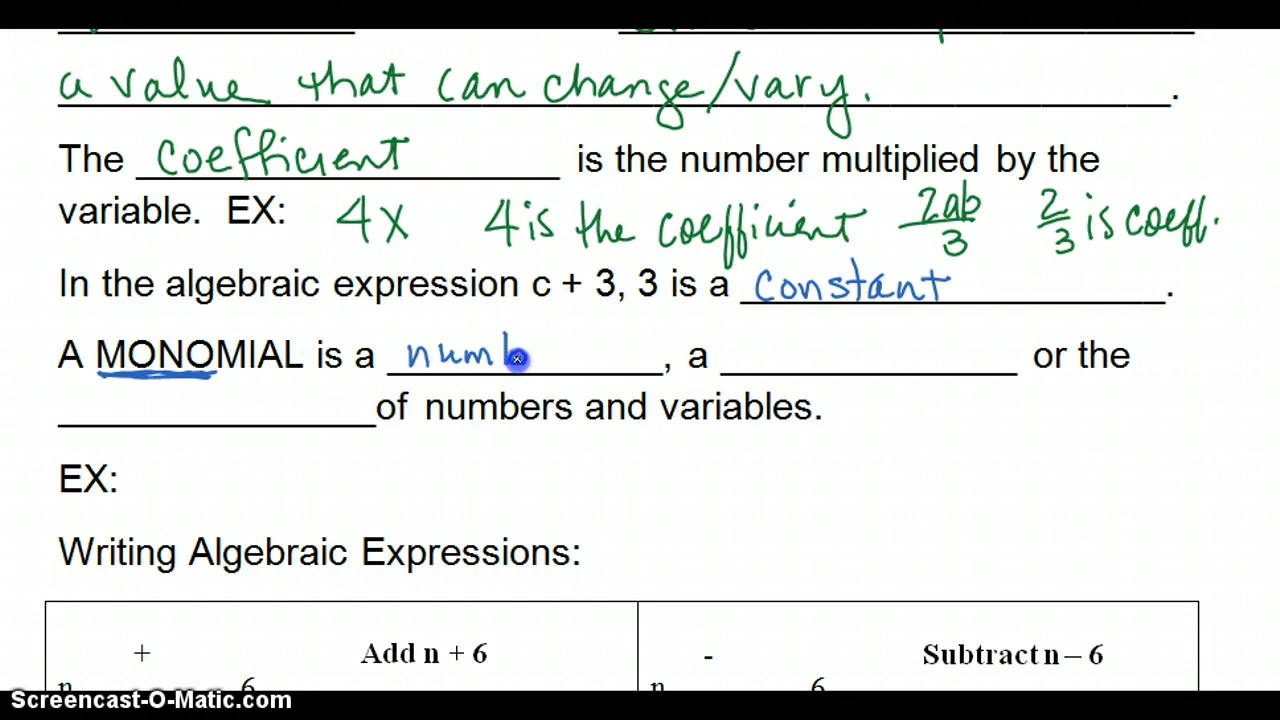 a value that can change/vary.
The coefficient is the number multiplied by the
variable. EX: 4x 4 is the coefficient 2ab/3 2/3 is coeff.
In the algebraic expression c + 3, 3 is a constant.
A MONOMIAL is a numb, a or the
of numbers and variables.
EX:
Writing Algebraic Expressions:
+ Add n + 6 - Subtract n – 6
n 6 n 6
Screencast-O-Matic.com